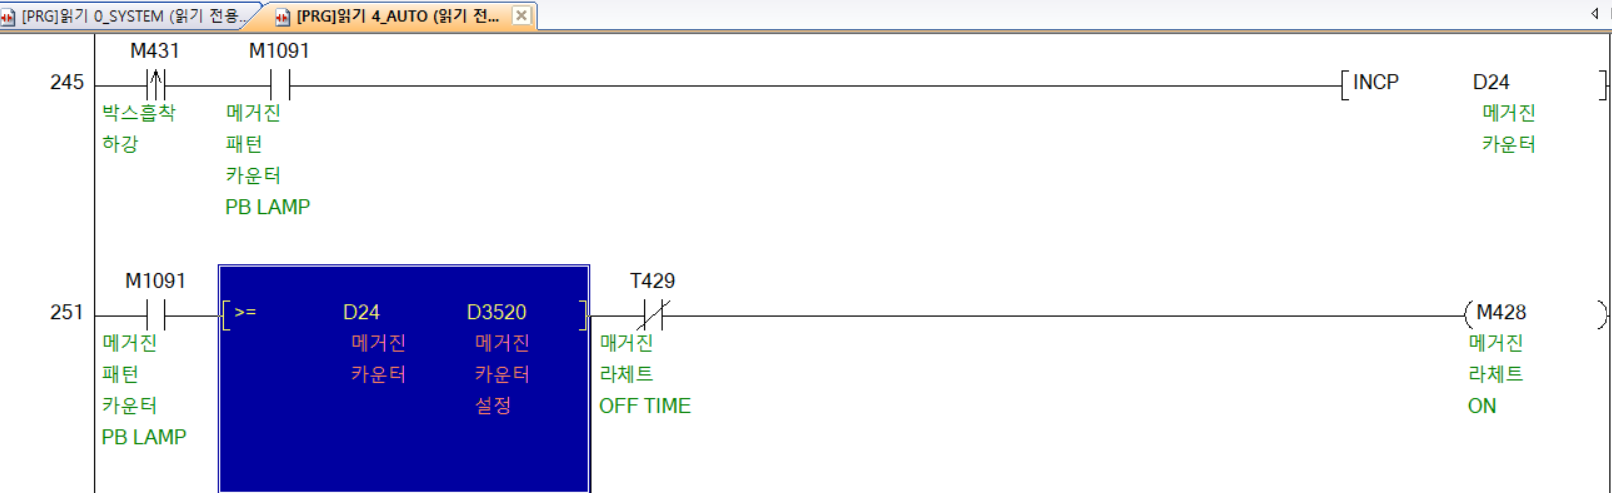 [PRG]읽기 0_SYSTEM (읽기 전용...
[PRG]읽기 4_AUTO (읽기 전...
M431 M1091
245 INCP D24
박스흡착 메거진 메거진
하강 패턴 카운터
카운터
PB LAMP
M1091 T429
251 >= D24 D3520 M428
메거진 메거진 메거진 매거진 메거진
패턴 카운터 카운터 라체트 라체트
카운터 설정 OFF TIME ON
PB LAMP